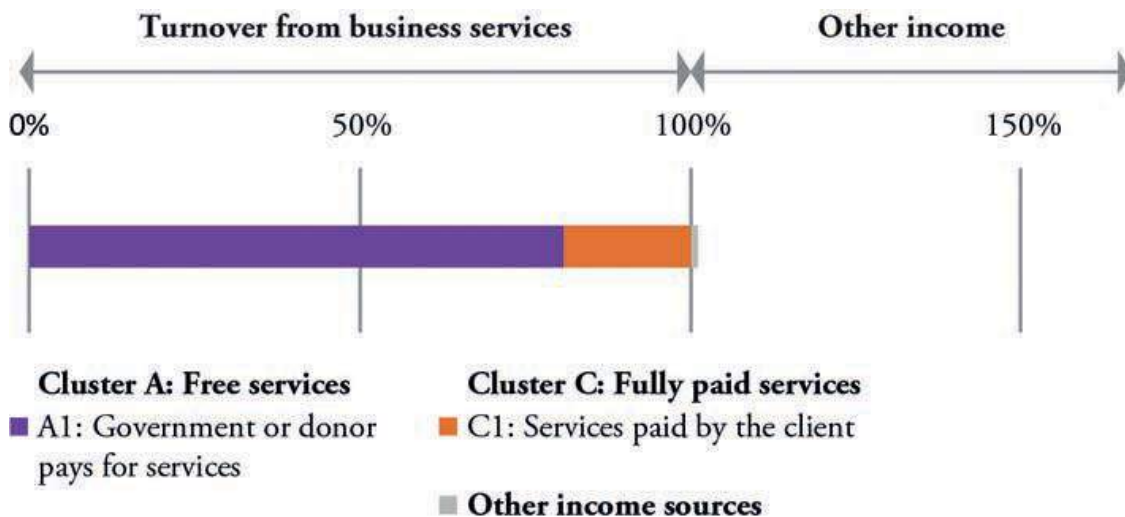 Turnover from business services
Other income
0%
50%
100%
150%
Cluster A: Free services
A1: Government or donor
pays for services
Cluster C: Fully paid services
C1: Services paid by the client
Other income sources